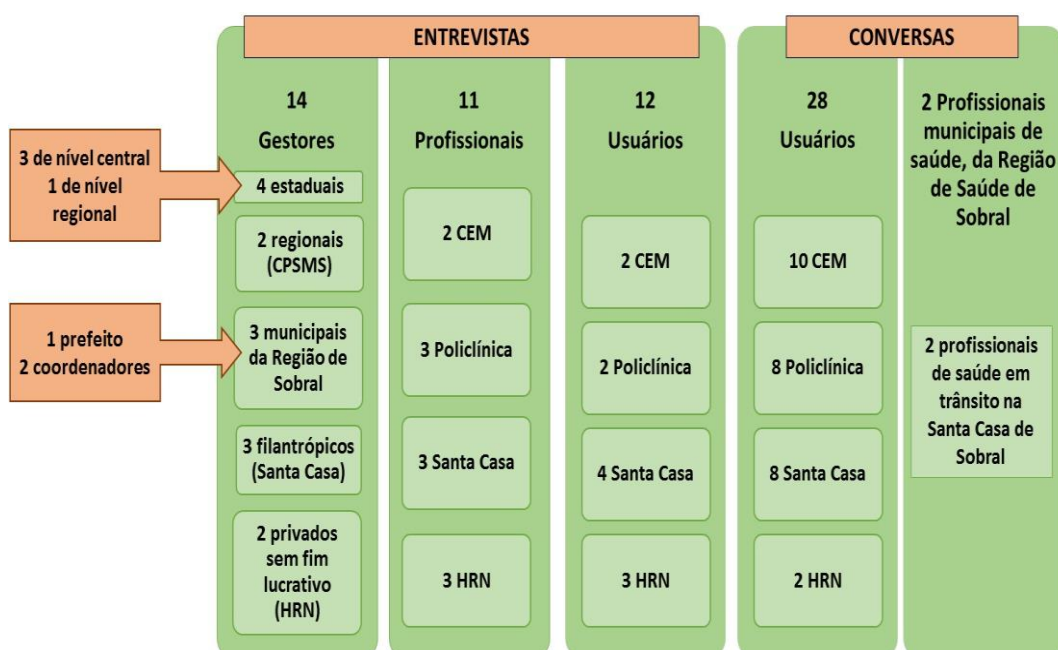 ENTREVISTAS
CONVERSAS
3 de nível central
1 de nível
regional
1 prefeito
2 coordenadores
14
Gestores
4 estaduais
2 regionais
(CPSMS)
3 municipais
da Região de
Sobral
3 filantrópicos
(Santa Casa)
2 privados
sem fim
lucrativo
(HRN)
11
Profissionais
2 CEM
3 Policlínica
3 Santa Casa
3 HRN
12
Usuários
2 CEM
2 Policlínica
4 Santa Casa
3 HRN
28
Usuários
10 CEM
8 Policlínica
8 Santa Casa
2 HRN
2 Profissionais
municipais de
saúde, da Região
de Saúde de
Sobral
2 profissionais
de saúde em
trânsito na
Santa Casa de
Sobral